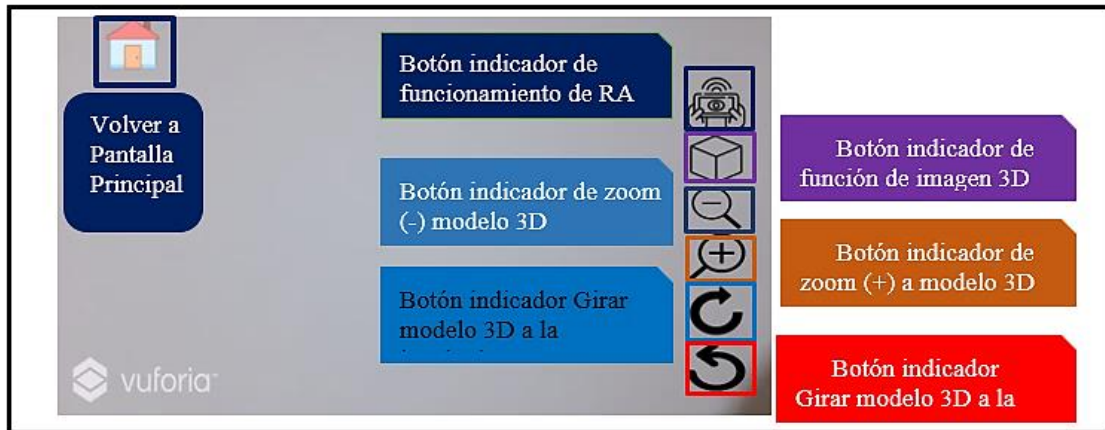 Volver a
Pantalla
Principal
Botón indicador de
funcionamiento de RA
Botón indicador de
función de imagen 3D
Botón indicador de zoom
(-) modelo 3D
Botón indicador de
zoom (+) a modelo 3D
Botón indicador Girar
modelo 3D a la
Botón indicador
Girar modelo 3D a la
vuforia™